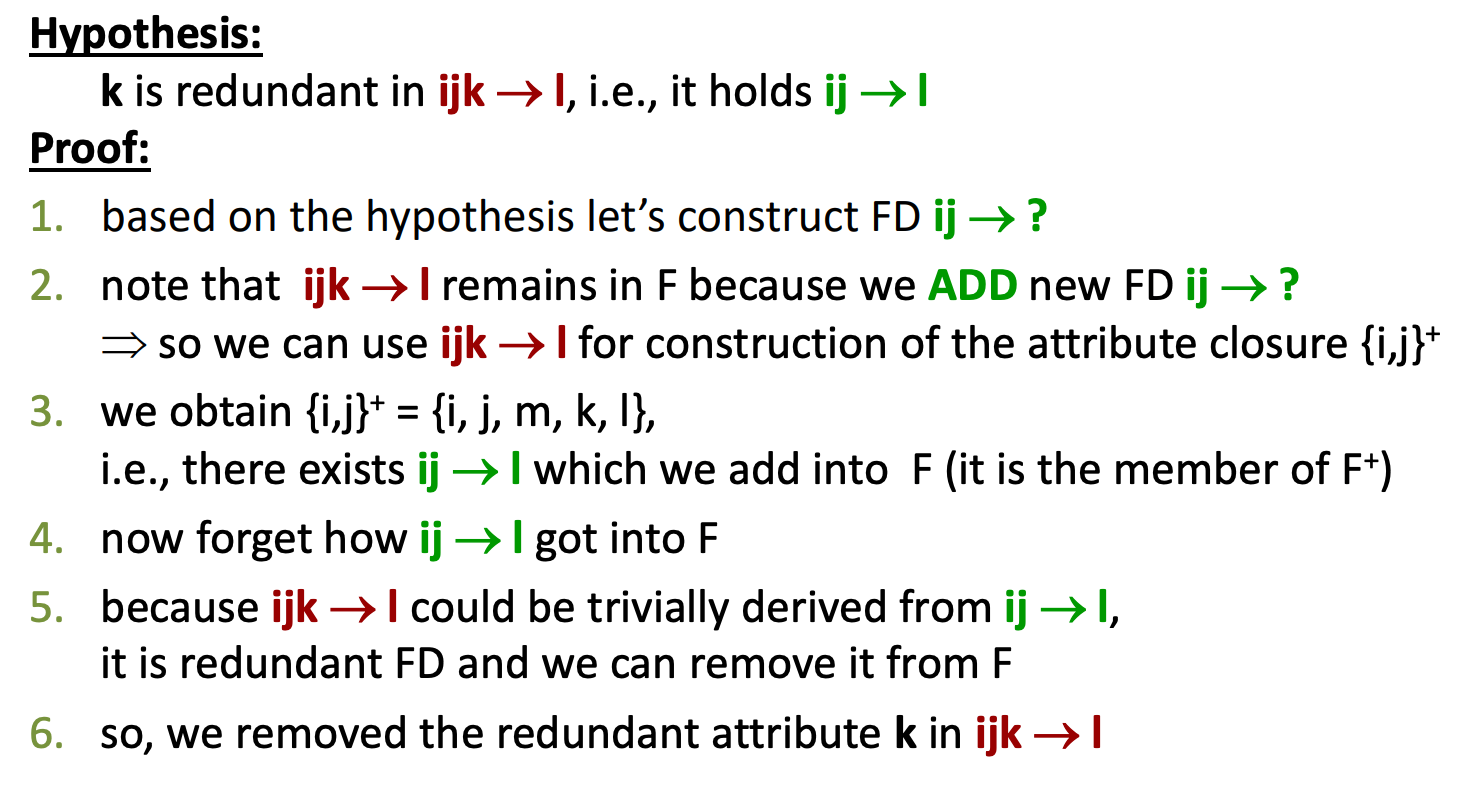 Hypothesis:
k is redundant in ijk → l, i.e., it holds ij → l
Proof:
1. based on the hypothesis let’s construct FD ij → ?
2. note that ijk → l remains in F because we ADD new FD ij → ?
⇒ so we can use ijk → l for construction of the attribute closure {i,j}⁺
3. we obtain {i,j}⁺ = {i, j, m, k, l},
i.e., there exists ij → l which we add into F (it is the member of F⁺)
4. now forget how ij → l got into F
5. because ijk → l could be trivially derived from ij → l,
it is redundant FD and we can remove it from F
6. so, we removed the redundant attribute k in ijk → l